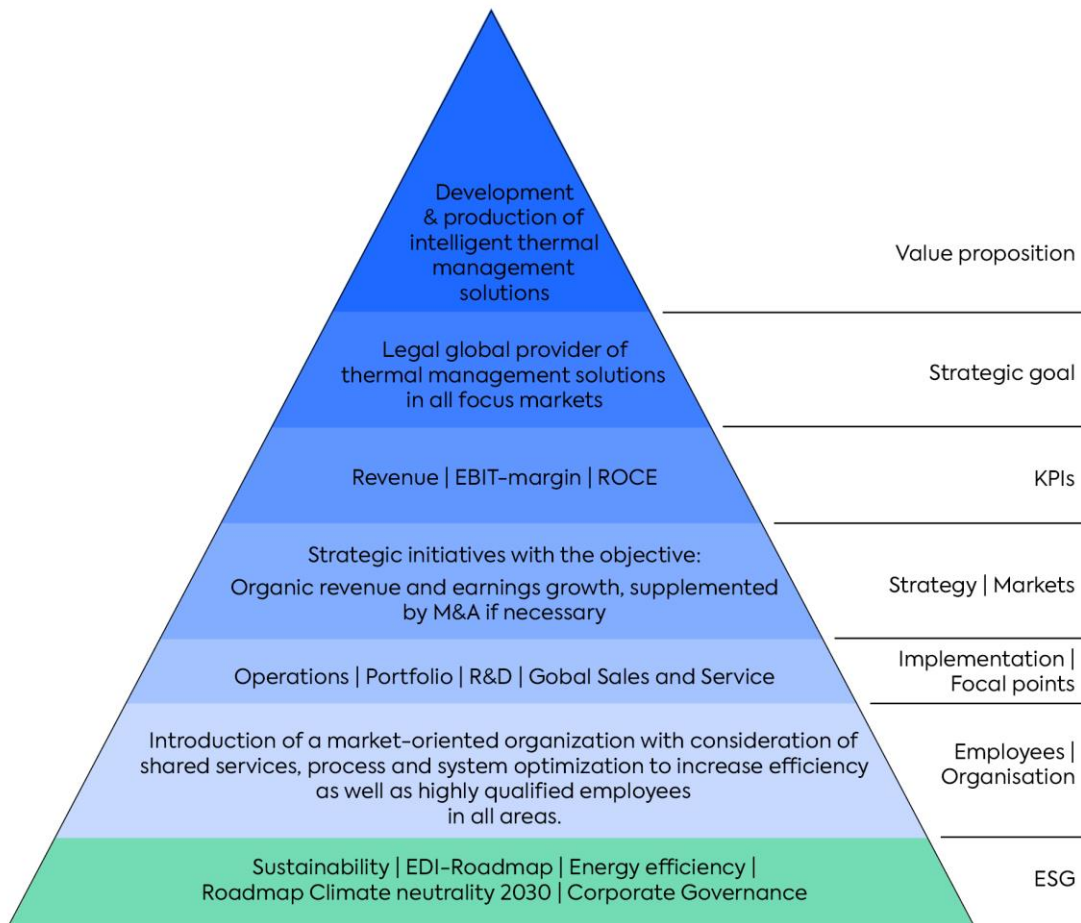 Development
& production of
intelligent thermal
management
solutions
Value proposition
Legal global provider of
thermal management solutions
in all focus markets
Strategic goal
Revenue | EBIT-margin | ROCE
KPIs
Strategic initiatives with the objective:
Organic revenue and earnings growth, supplemented
by M&A if necessary
Strategy | Markets
Operations | Portfolio | R&D | Gobal Sales and Service
Implementation |
Focal points
Introduction of a market-oriented organization with consideration of
shared services, process and system optimization to increase efficiency
as well as highly qualified employees
in all areas.
Employees |
Organisation
Sustainability | EDI-Roadmap | Energy efficiency |
Roadmap Climate neutrality 2030 | Corporate Governance
ESG